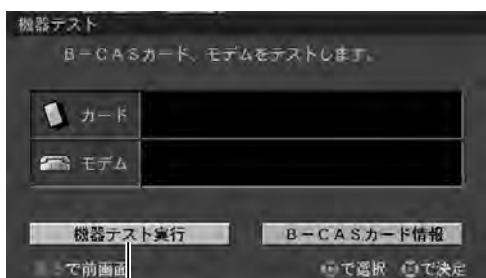 機器テスト
B－CASカード、モデムをテストします。
カード
モデム
機器テスト実行 B－CASカード情報
で前画面 で選択 で決定